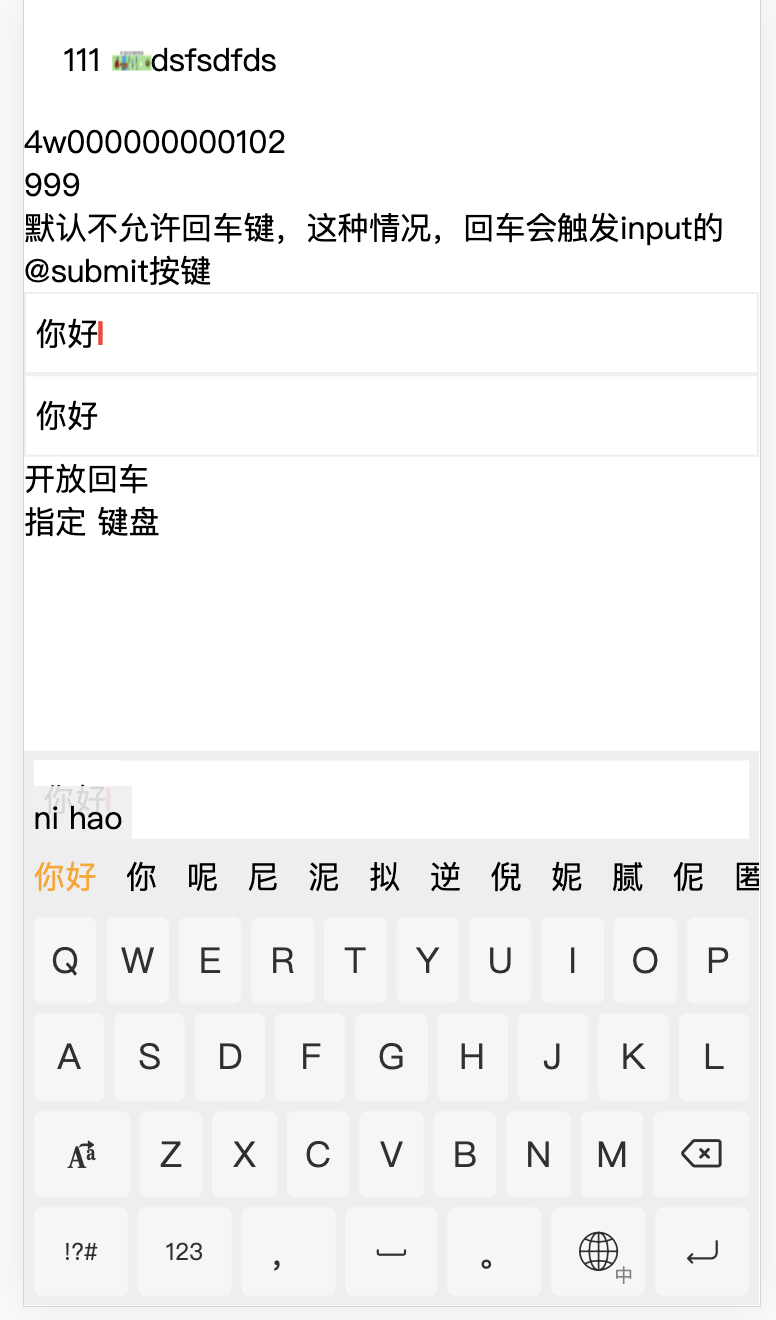 111 dsfsdfds
4w000000000102
999
默认不允许回车键，这种情况，回车会触发input的
@submit按键
你好
你好
开放回车
指定 键盘
你好
ni hao
你好 你 呢 尼 泥 拟 逆 倪 妮 腻 伲 匿
Q W E R T Y U I O P
A S D F G H J K L
Aa Z X C V B N M
!?# 123 ， 。 中